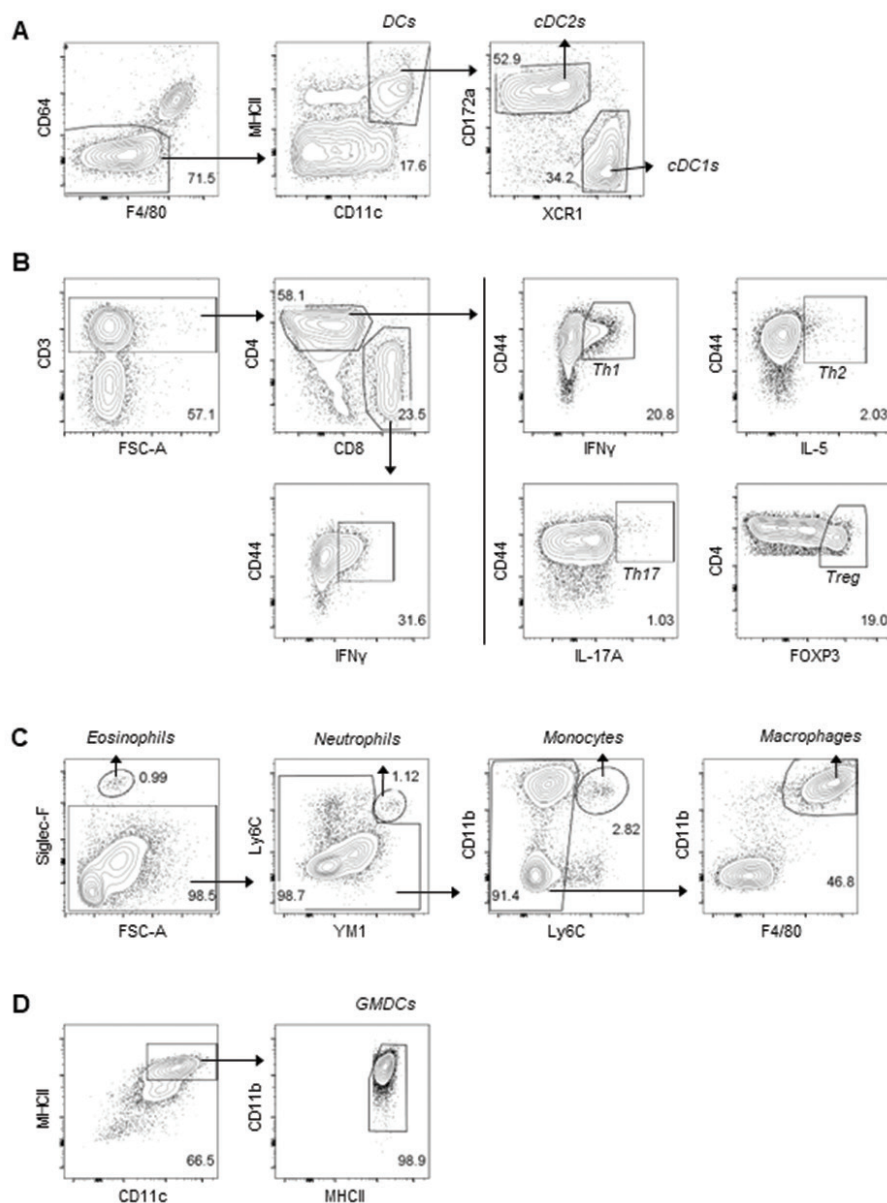 A
DCs
cDC2s
CD64
71.5
F4/80
MHCII
17.6
CD11c
52.9
CD172a
34.2
cDC1s
XCR1
B
CD3
57.1
FSC-A
58.1
CD4
23.5
CD8
CD44
Th1
20.8
IFNγ
CD44
Th2
2.03
IL-5
CD44
31.6
IFNγ
CD44
Th17
1.03
IL-17A
CD4
Treg
19.0
FOXP3
C
Eosinophils
Neutrophils
Monocytes
Macrophages
Siglec-F
0.99
98.5
FSC-A
Ly6C
1.12
98.7
YM1
CD11b
2.82
91.4
Ly6C
CD11b
46.8
F4/80
D
GMDCs
MHCII
66.5
CD11c
CD11b
98.9
MHCII